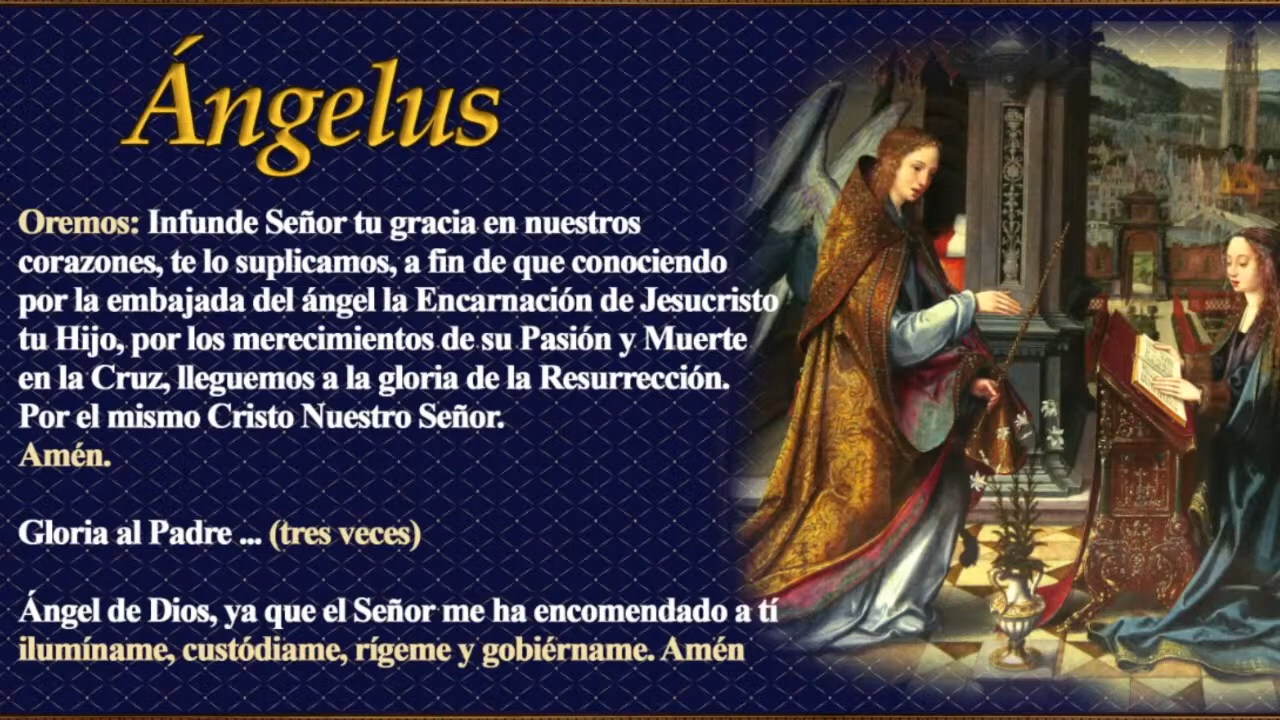 Ángelus
Oremos: Infunde Señor tu gracia en nuestros
corazones, te lo suplicamos, a fin de que conociendo
por la embajada del ángel la Encarnación de Jesucristo
tu Hijo, por los merecimientos de su Pasión y Muerte
en la Cruz, lleguemos a la gloria de la Resurrección.
Por el mismo Cristo Nuestro Señor.
Amén.
Gloria al Padre ... (tres veces)
Ángel de Dios, ya que el Señor me ha encomendado a tí
ilumíname, custódiame, rígeme y gobiérname. Amén